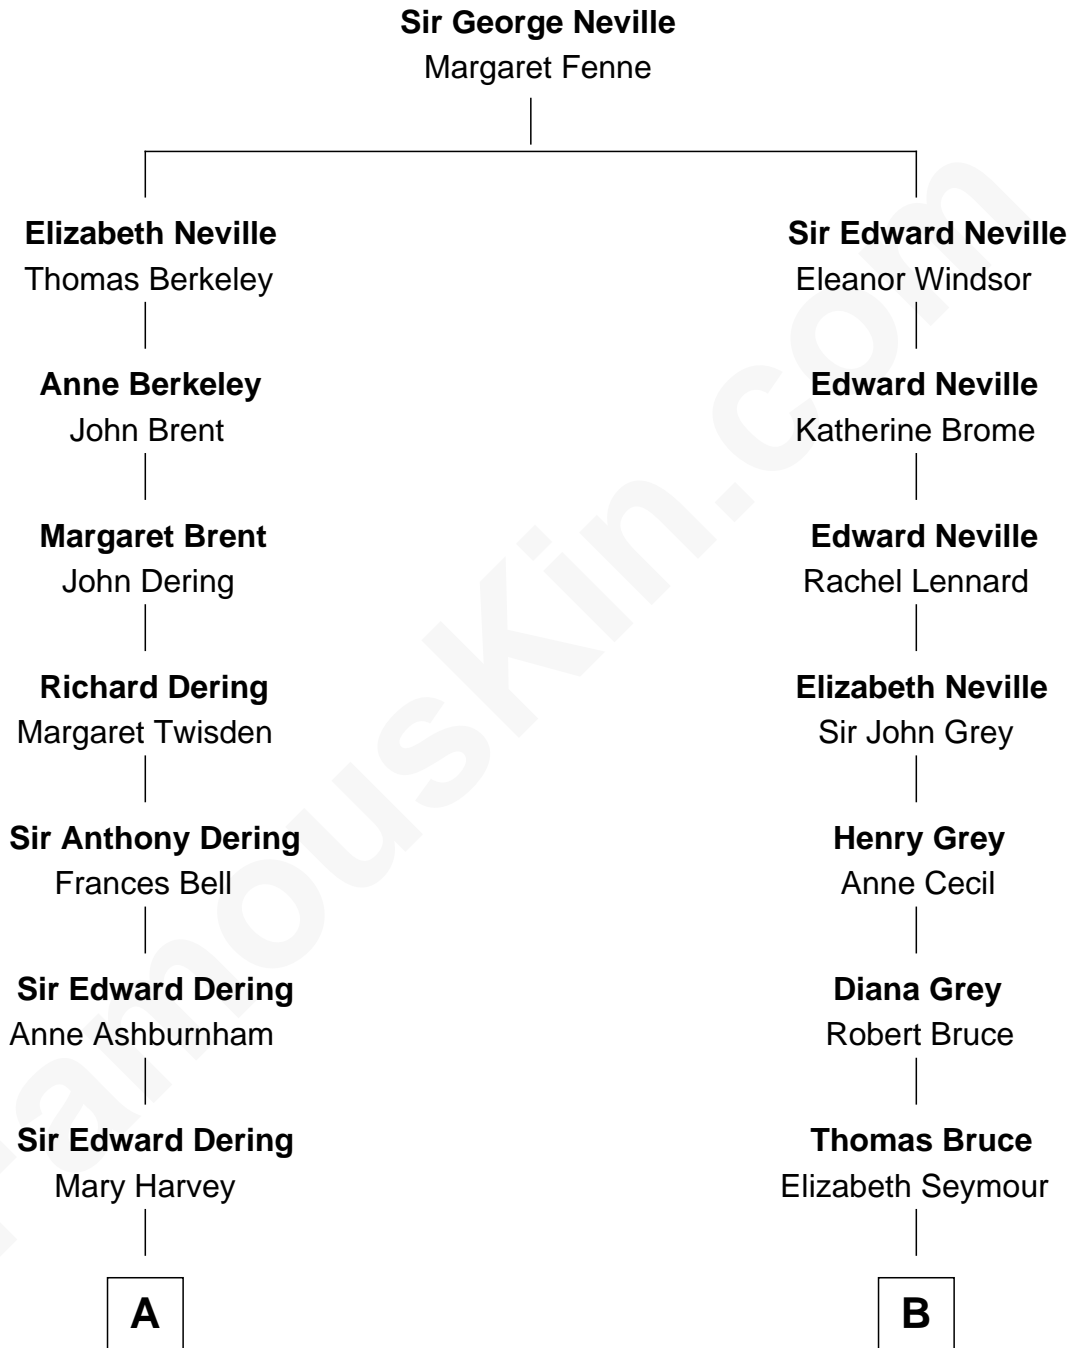 Sir George Neville
Margaret Fenne
Elizabeth Neville
Thomas Berkeley
Anne Berkeley
John Brent
Margaret Brent
John Dering
Richard Dering
Margaret Twisden
Sir Anthony Dering
Frances Bell
Sir Edward Dering
Anne Ashburnham
Sir Edward Dering
Mary Harvey
A
Sir Edward Neville
Eleanor Windsor
Edward Neville
Katherine Brome
Edward Neville
Rachel Lennard
Elizabeth Neville
Sir John Grey
Henry Grey
Anne Cecil
Diana Grey
Robert Bruce
Thomas Bruce
Elizabeth Seymour
B
FamousKin.com